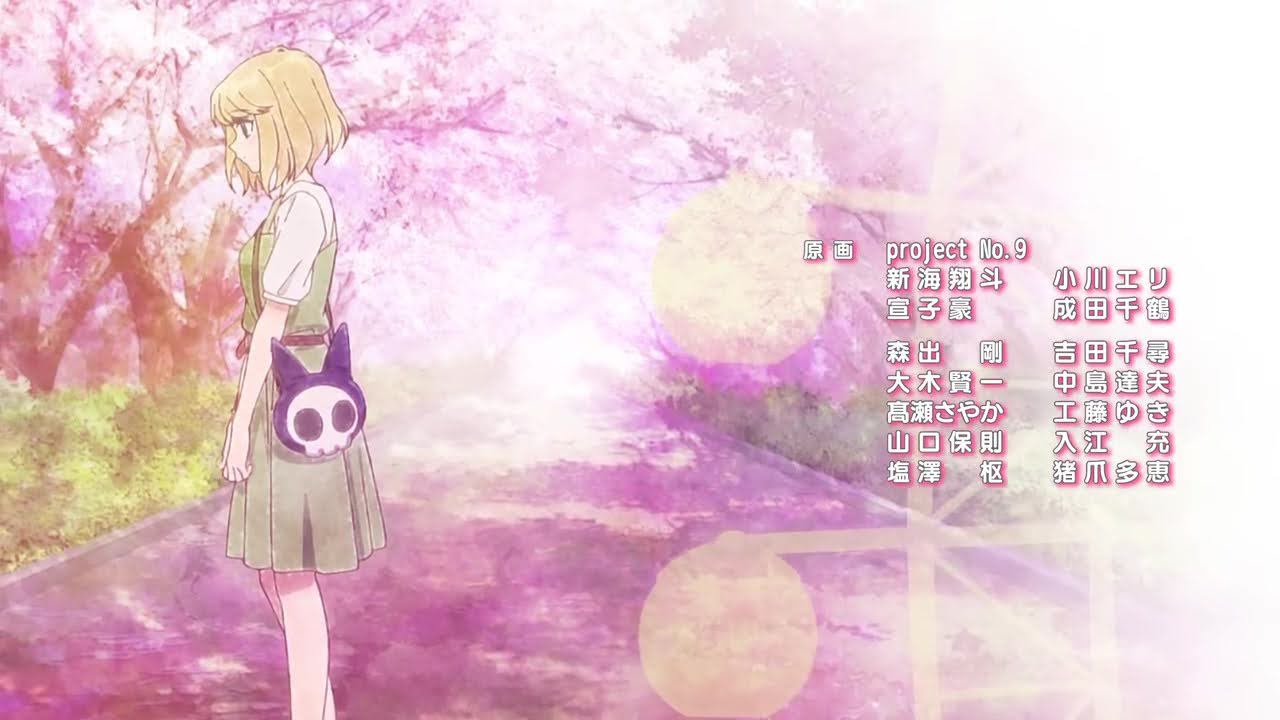 原画 project No.9
新海翔斗 小川エリ
宣子豪 成田千鶴
森出 剛 吉田千尋
大木賢一 中島達夫
髙瀬さやか 工藤ゆき
山口保則 入江 充
塩澤 枢 猪爪多恵